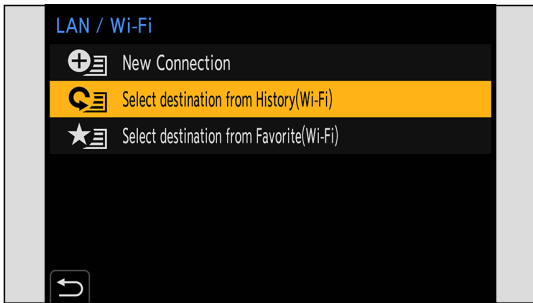 LAN / Wi-Fi
New Connection
Select destination from History(Wi-Fi)
Select destination from Favorite(Wi-Fi)